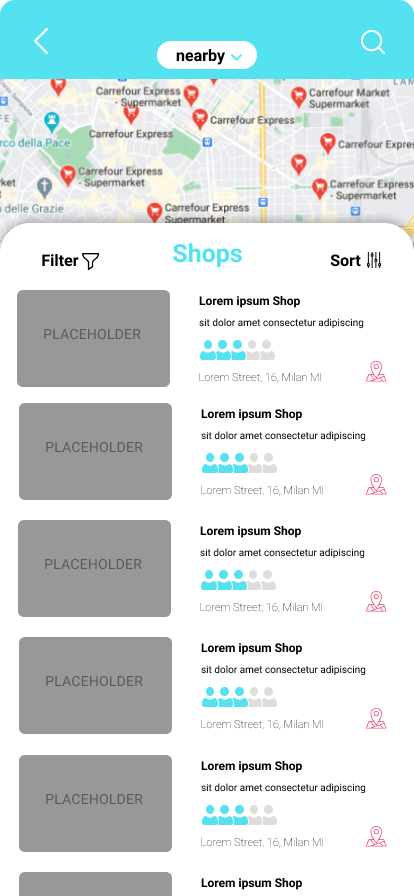 nearby
LAM
Carrefour Express
- Supermarket
Carrefour Market
Supermarket
FE
Carrefour Express
Carrefour Express
rco della Pace
Carrefour Expre
Carrefour Express
- Supermarket
rket
Carrefour Express
- Supermarket
ss
a delle Grazie
Carrefour Express
- Supermarket
Shops
Filter
Sort
PLACEHOLDER
Lorem ipsum Shop
sit dolor amet consectetur adipiscing
Lorem Street, 16, Milan MI
PLACEHOLDER
Lorem ipsum Shop
sit dolor amet consectetur adipiscing
Lorem Street, 16, Milan MI
PLACEHOLDER
Lorem ipsum Shop
sit dolor amet consectetur adipiscing
Lorem Street, 16, Milan MI
PLACEHOLDER
Lorem ipsum Shop
sit dolor amet consectetur adipiscing
Lorem Street, 16, Milan MI
PLACEHOLDER
Lorem ipsum Shop
sit dolor amet consectetur adipiscing
Lorem Street, 16, Milan MI
Lorem ipsum Shop